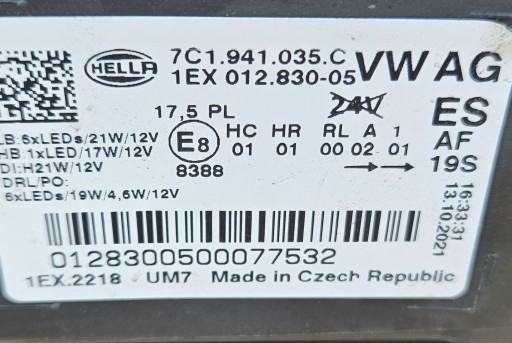 HELLA
7C1.941.035.C
1EX 012.830-05
VW AG
17,5 PL
24V
ES
LB: 6xLEDs/21W/12V
HB 1xLED/17W/12V
DI:H21W/12V
DRL/PO:
6xLEDs/19W/4,6W/12V
E8
8388
HC HR RL A 1
01 01 00 02 01
AF
19S
16:33:31
13.10.2021
0128300500077532
1EX.2218 UM7 Made in Czech Republic